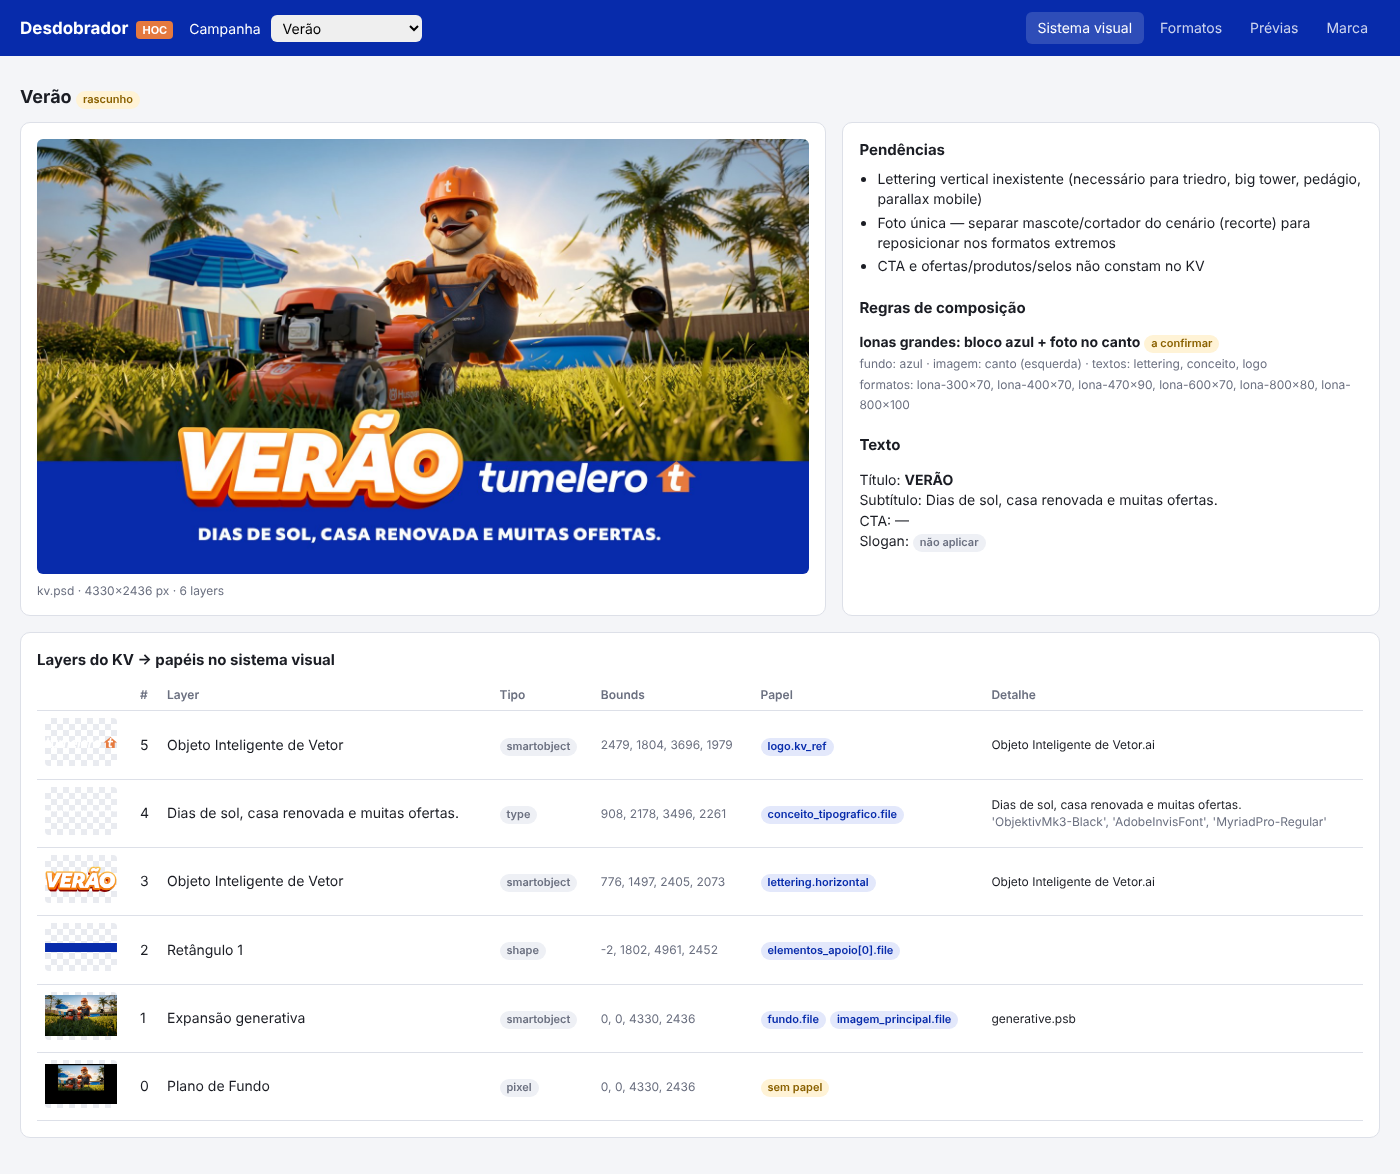 Desdobrador HOC Campanha Verão Sistema visual Formatos Prévias Marca
Verão rascunho
t
VERÃO tumelero t
DIAS DE SOL, CASA RENOVADA E MUITAS OFERTAS.
kv.psd · 4330×2436 px · 6 layers
Pendências
• Lettering vertical inexistente (necessário para triedro, big tower, pedágio,
parallax mobile)
• Foto única — separar mascote/cortador do cenário (recorte) para
reposicionar nos formatos extremos
• CTA e ofertas/produtos/selos não constam no KV
Regras de composição
lonas grandes: bloco azul + foto no canto a confirmar
fundo: azul · imagem: canto (esquerda) · textos: lettering, conceito, logo
formatos: lona-300×70, lona-400×70, lona-470×90, lona-600×70, lona-800×80, lona-
800×100
Texto
Título: VERÃO
Subtítulo: Dias de sol, casa renovada e muitas ofertas.
CTA: —
Slogan: não aplicar
Layers do KV → papéis no sistema visual
# Layer Tipo Bounds Papel Detalhe
5 Objeto Inteligente de Vetor smartobject 2479, 1804, 3696, 1979 logo.kv_ref Objeto Inteligente de Vetor.ai
4 Dias de sol, casa renovada e muitas ofertas. type 908, 2178, 3496, 2261 conceito_tipografico.file Dias de sol, casa renovada e muitas ofertas.
'ObjektivMk3-Black', 'AdobeInvisFont', 'MyriadPro-Regular'
VERÃO 3 Objeto Inteligente de Vetor smartobject 776, 1497, 2405, 2073 lettering.horizontal Objeto Inteligente de Vetor.ai
2 Retângulo 1 shape -2, 1802, 4961, 2452 elementos_apoio[0].file
1 Expansão generativa smartobject 0, 0, 4330, 2436 fundo.file imagem_principal.file generative.psb
0 Plano de Fundo pixel 0, 0, 4330, 2436 sem papel